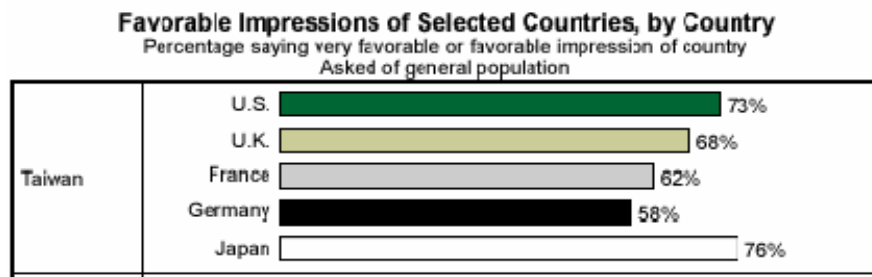 Favorable Impressions of Selected Countries, by Country
Percentage saying very favorable or favorable impression of country
Asked of general population
Taiwan
U.S. 73%
U.K. 68%
France 62%
Germany 58%
Japan 76%